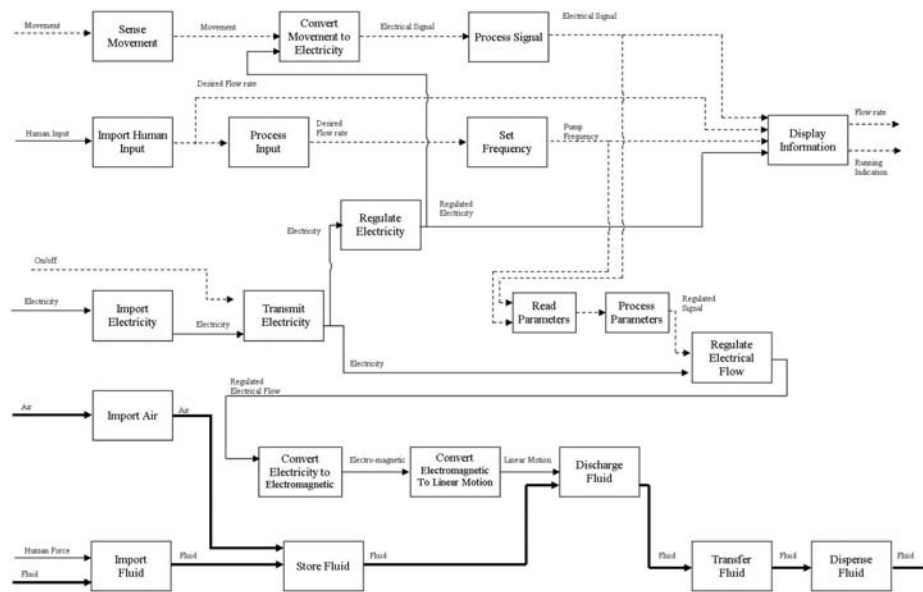 Movement
Sense
Movement
Movement
Convert
Movement to
Electricity
Electrical Signal
Process Signal
Electrical Signal
Desired Flow rate
Human Input
Import Human
Input
Process
Input
Desired
Flow rate
Set
Frequency
Pump
Frequency
Display
Information
Flow rate
Running
Indication
Electricity
Regulate
Electricity
Regulated
Electricity
On/off
Electricity
Import
Electricity
Electricity
Transmit
Electricity
Read
Parameters
Process
Parameters
Regulated
Signal
Electricity
Regulate
Electrical
Flow
Regulated
Electrical Flow
Air
Import Air
Air
Convert
Electricity to
Electromagnetic
Electro-magnetic
Convert
Electromagnetic
To Linear Motion
Linear Motion
Discharge
Fluid
Human Force
Fluid
Import
Fluid
Fluid
Store Fluid
Fluid
Fluid
Transfer
Fluid
Fluid
Dispense
Fluid
Fluid